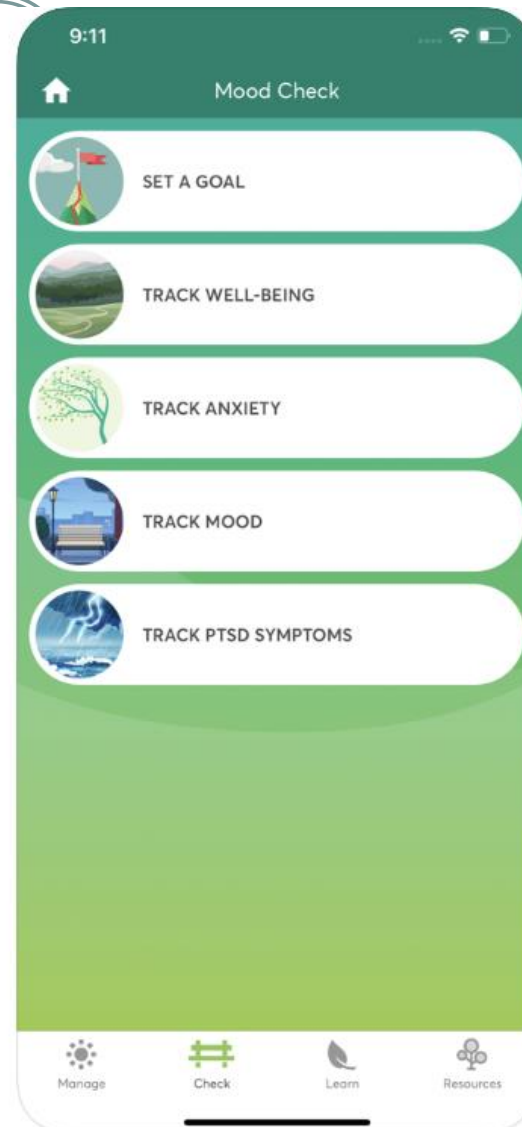 9:11
Mood Check
SET A GOAL
TRACK WELL-BEING
TRACK ANXIETY
TRACK MOOD
TRACK PTSD SYMPTOMS
Manage Check Learn Resources